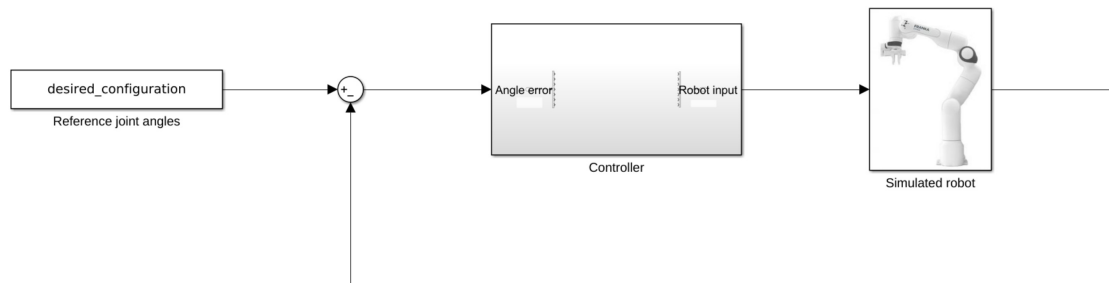 desired_configuration
Reference joint angles
+
−
Angle error
Robot input
Controller
Simulated robot